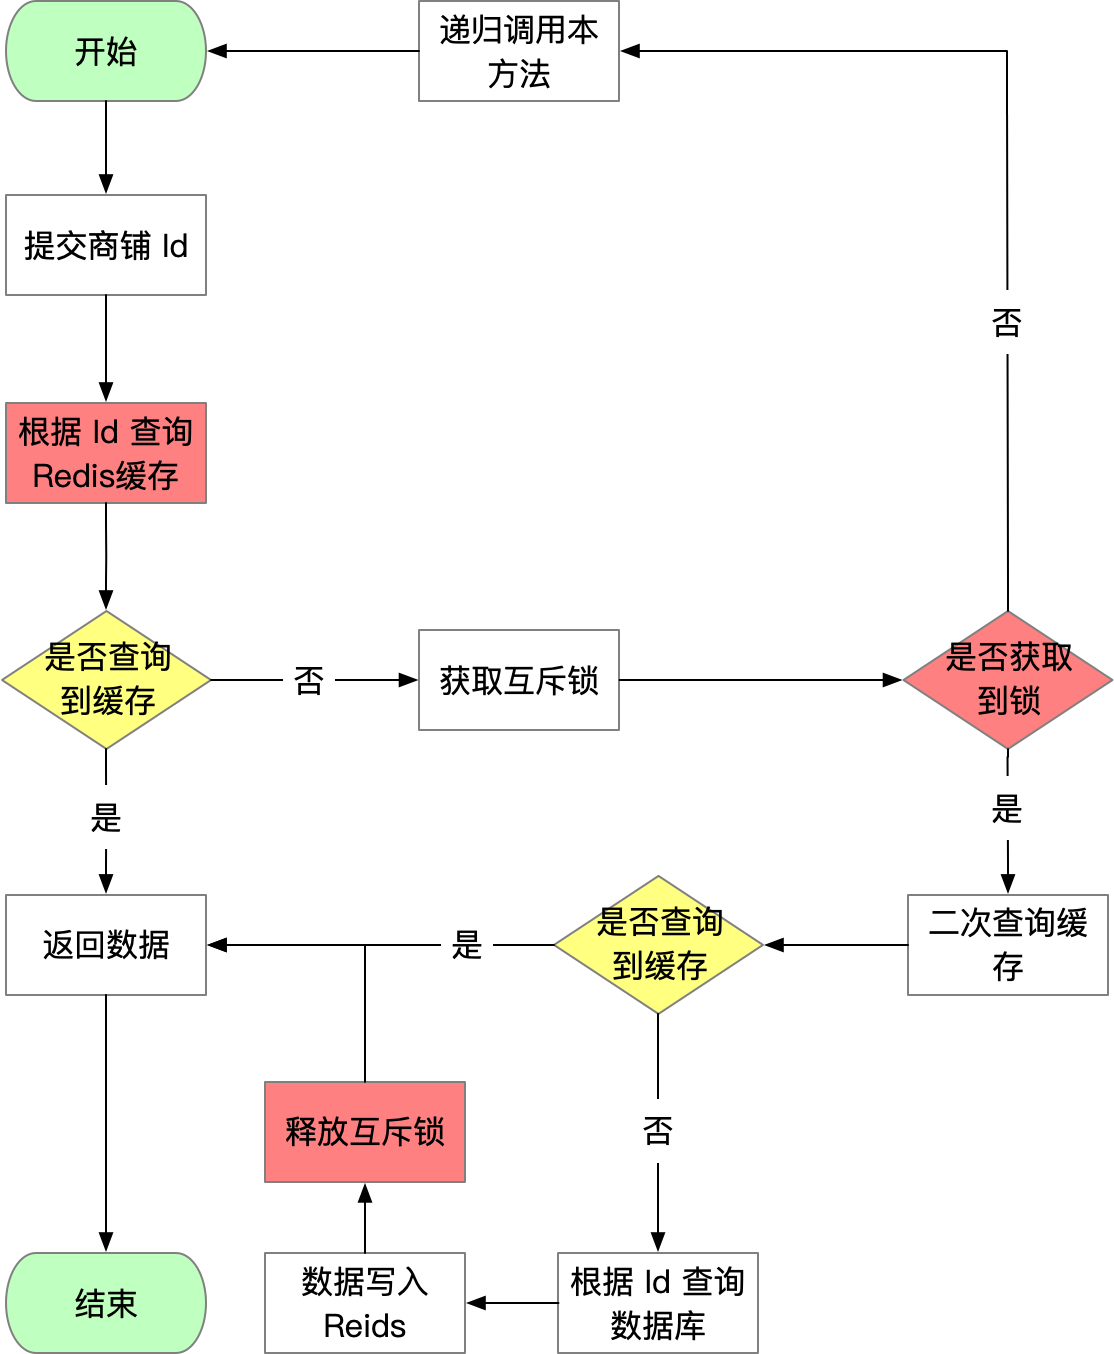 开始
递归调用本
方法
提交商铺 Id
否
根据 Id 查询
Redis缓存
是否查询
到缓存
否
获取互斥锁
是否获取
到锁
是
是
返回数据
是
是否查询
到缓存
二次查询缓
存
释放互斥锁
否
结束
数据写入
Reids
根据 Id 查询
数据库